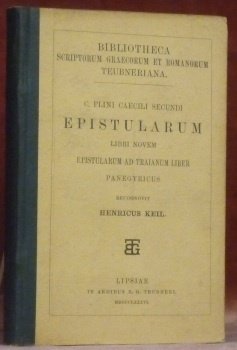 BIBLIOTHECA
SCRIPTORUM GRAECORUM ET ROMANORUM
TEUBNERIANA.
C. PLINI CAECILI SECUNDI
EPISTULARUM
LIBRI NOVEM
EPISTULARUM AD TRAIANUM LIBER
PANEGYRICUS
RECOGNOVIT
HENRICUS KEIL.
LIPSIAE
IN AEDIBUS B. G. TEUBNERI.